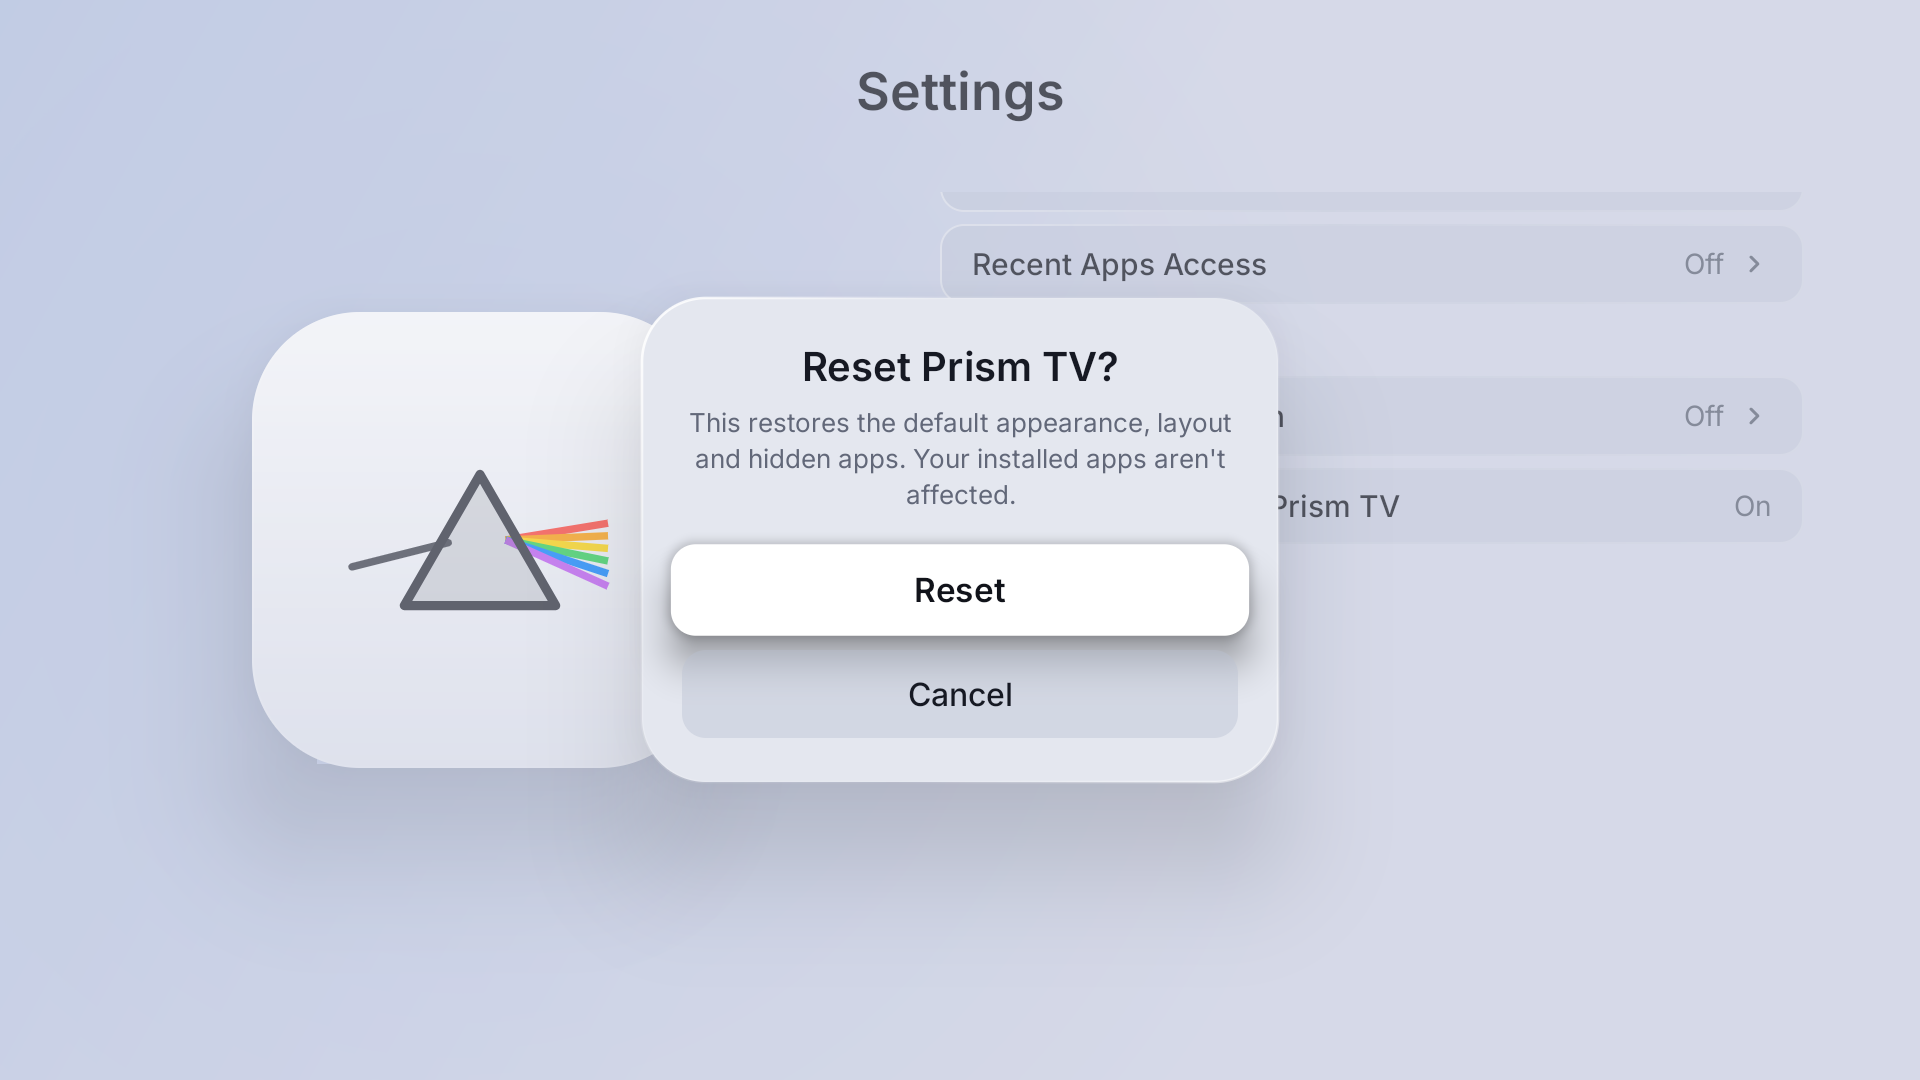 Settings
Recent Apps Access
Off
Reset Prism TV?
This restores the default appearance, layout
and hidden apps. Your installed apps aren't
affected.
Off
Prism TV
On
Reset
Cancel